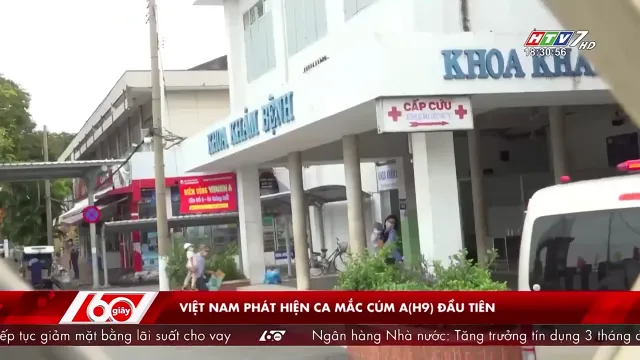 HTV7 HD
18:30:56
KHOA KHÁM BỆNH
KHOA KHÁ
CẤP CỨU
60 giây
VIỆT NAM PHÁT HIỆN CA MẮC CÚM A(H9) ĐẦU TIÊN
ếp tục giảm mặt bằng lãi suất cho vay 60 giây Ngân hàng Nhà nước: Tăng trưởng tín dụng 3 tháng đ